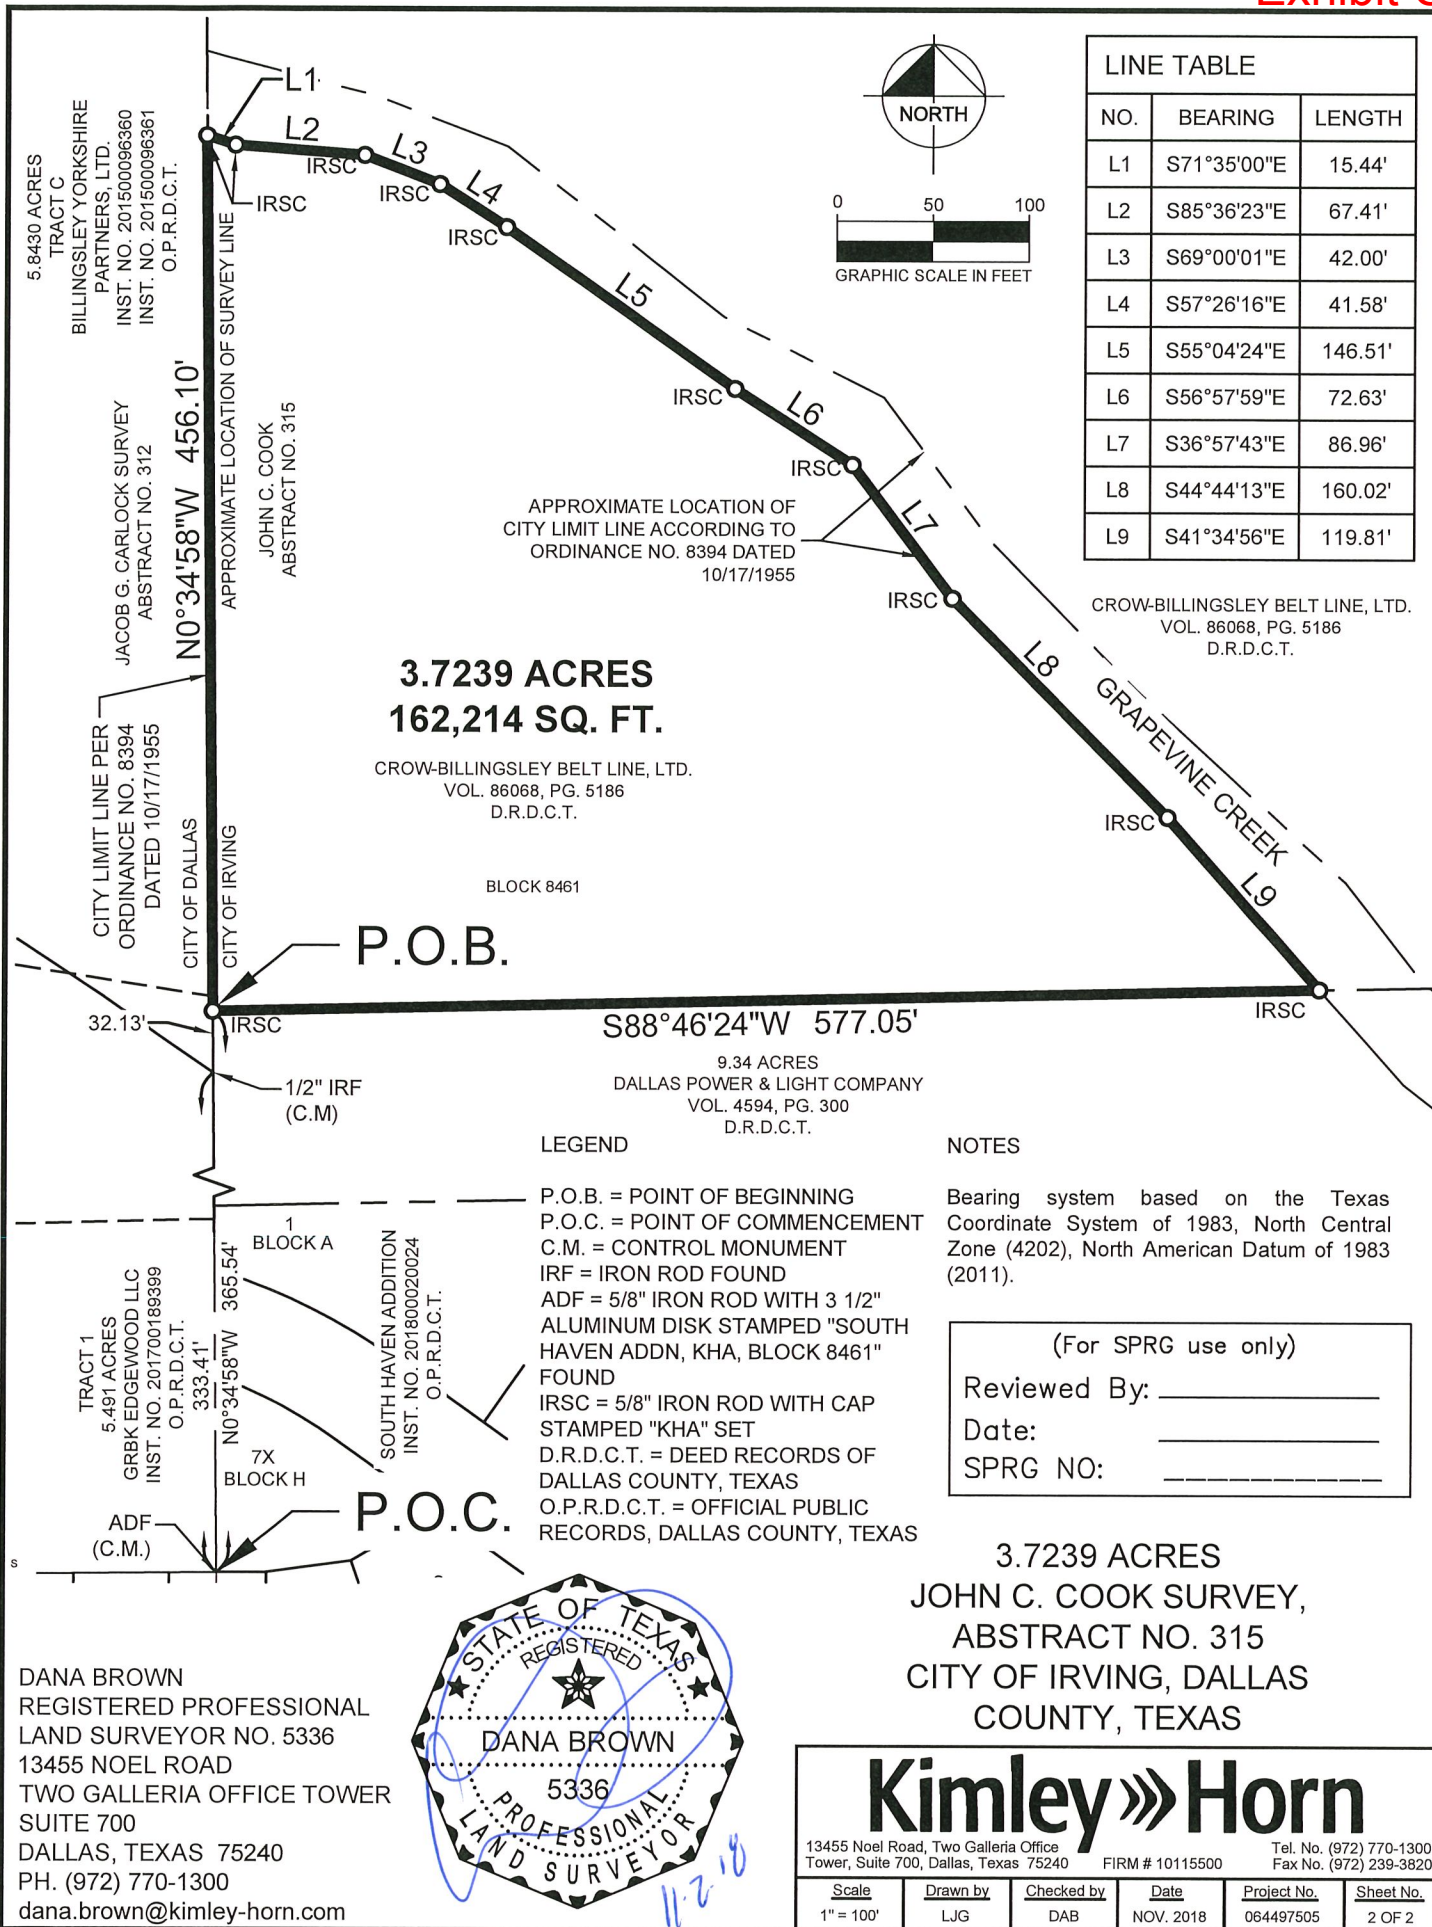 L1
L2
L3
L4
L5
L6
L7
L8
L9
IRSC
IRSC
IRSC
IRSC
IRSC
IRSC
IRSC
IRSC
IRSC
IRSC
NORTH
0 50 100
GRAPHIC SCALE IN FEET
LINE TABLE
NO. BEARING LENGTH
L1 S71°35'00"E 15.44'
L2 S85°36'23"E 67.41'
L3 S69°00'01"E 42.00'
L4 S57°26'16"E 41.58'
L5 S55°04'24"E 146.51'
L6 S56°57'59"E 72.63'
L7 S36°57'43"E 86.96'
L8 S44°44'13"E 160.02'
L9 S41°34'56"E 119.81'
5.8430 ACRES
TRACT C
BILLINGSLEY YORKSHIRE
PARTNERS, LTD.
INST. NO. 201500096360
INST. NO. 201500096361
O.P.R.D.C.T.
JACOB G. CARLOCK SURVEY
ABSTRACT NO. 312
N0°34'58"W 456.10'
APPROXIMATE LOCATION OF SURVEY LINE
JOHN C. COOK
ABSTRACT NO. 315
APPROXIMATE LOCATION OF
CITY LIMIT LINE ACCORDING TO
ORDINANCE NO. 8394 DATED
10/17/1955
CROW-BILLINGSLEY BELT LINE, LTD.
VOL. 86068, PG. 5186
D.R.D.C.T.
GRAPEVINE CREEK
3.7239 ACRES
162,214 SQ. FT.
CROW-BILLINGSLEY BELT LINE, LTD.
VOL. 86068, PG. 5186
D.R.D.C.T.
BLOCK 8461
CITY LIMIT LINE PER
ORDINANCE NO. 8394
DATED 10/17/1955
CITY OF DALLAS
CITY OF IRVING
P.O.B.
32.13'
S88°46'24"W 577.05'
1/2" IRF
(C.M)
9.34 ACRES
DALLAS POWER & LIGHT COMPANY
VOL. 4594, PG. 300
D.R.D.C.T.
LEGEND
P.O.B. = POINT OF BEGINNING
P.O.C. = POINT OF COMMENCEMENT
C.M. = CONTROL MONUMENT
IRF = IRON ROD FOUND
ADF = 5/8" IRON ROD WITH 3 1/2"
ALUMINUM DISK STAMPED "SOUTH
HAVEN ADDN, KHA, BLOCK 8461"
FOUND
IRSC = 5/8" IRON ROD WITH CAP
STAMPED "KHA" SET
D.R.D.C.T. = DEED RECORDS OF
DALLAS COUNTY, TEXAS
O.P.R.D.C.T. = OFFICIAL PUBLIC
RECORDS, DALLAS COUNTY, TEXAS
NOTES
Bearing system based on the Texas
Coordinate System of 1983, North Central
Zone (4202), North American Datum of 1983
(2011).
(For SPRG use only)
Reviewed By:
Date:
SPRG NO:
1
BLOCK A
TRACT 1
5.491 ACRES
GRBK EDGEWOOD LLC
INST. NO. 201700189399
O.P.R.D.C.T.
333.41'
N0°34'58"W 365.54'
SOUTH HAVEN ADDITION
INST. NO. 201800020024
O.P.R.D.C.T.
7X
BLOCK H
P.O.C.
ADF
(C.M.)
s
STATE OF TEXAS
REGISTERED
DANA BROWN
5336
PROFESSIONAL
LAND SURVEYOR
11.2.18
DANA BROWN
REGISTERED PROFESSIONAL
LAND SURVEYOR NO. 5336
13455 NOEL ROAD
TWO GALLERIA OFFICE TOWER
SUITE 700
DALLAS, TEXAS 75240
PH. (972) 770-1300
dana.brown@kimley-horn.com
3.7239 ACRES
JOHN C. COOK SURVEY,
ABSTRACT NO. 315
CITY OF IRVING, DALLAS
COUNTY, TEXAS
Kimley»Horn
13455 Noel Road, Two Galleria Office
Tower, Suite 700, Dallas, Texas 75240
FIRM # 10115500
Tel. No. (972) 770-1300
Fax No. (972) 239-3820
Scale Drawn by Checked by Date Project No. Sheet No.
1" = 100' LJG DAB NOV. 2018 064497505 2 OF 2